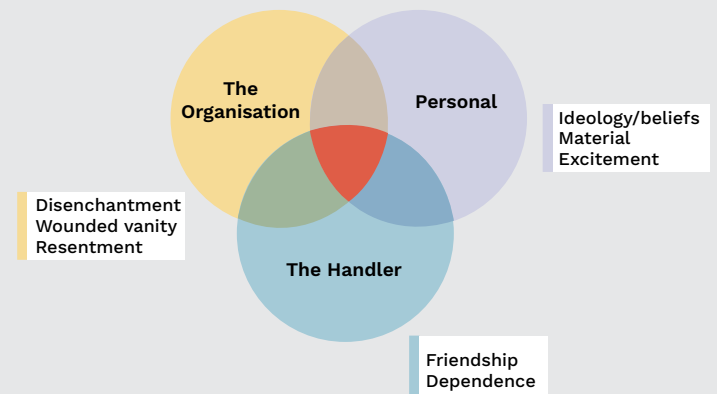 The
Organisation
Personal
Ideology/beliefs
Material
Excitement
Disenchantment
Wounded vanity
Resentment
The Handler
Friendship
Dependence